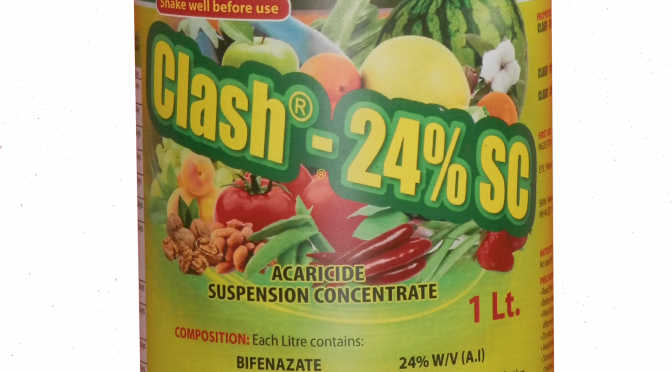 Shake well before use
Clash® - 24% SC
®
ACARICIDE
SUSPENSION CONCENTRATE
1 Lt.
COMPOSITION: Each Litre contains:
BIFENAZATE 24% W/V (A.I)